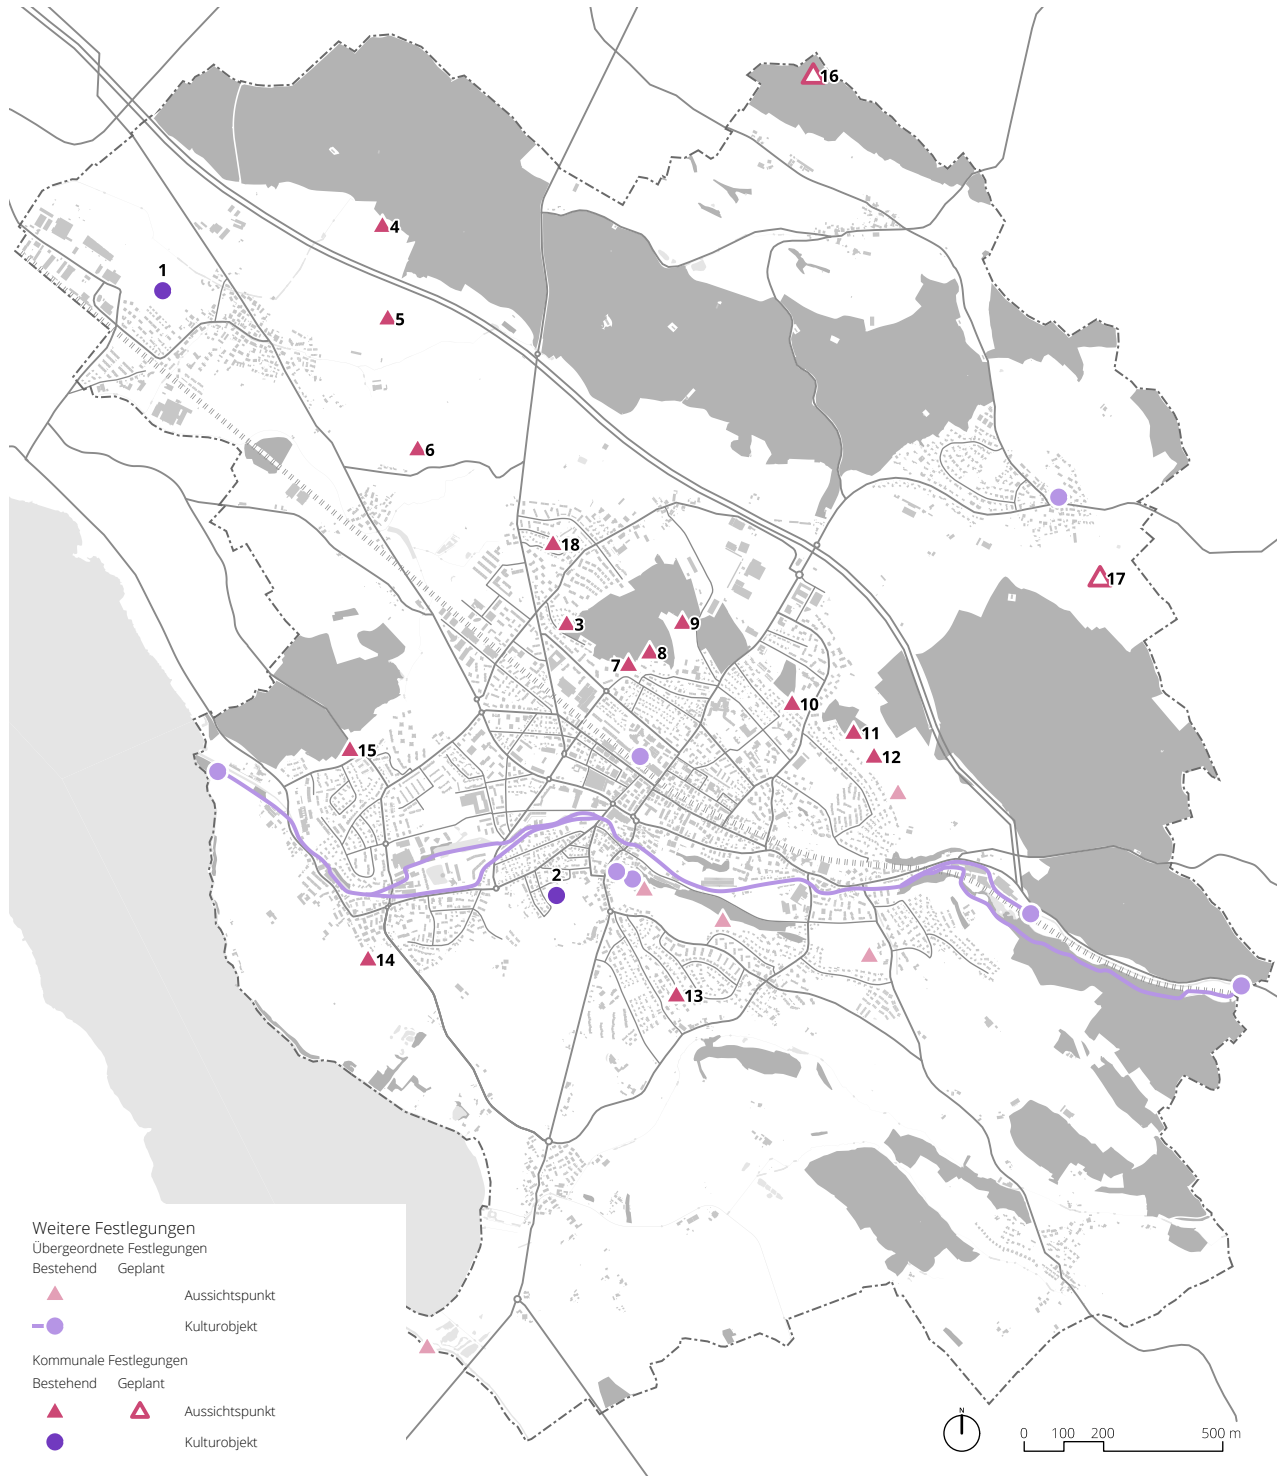 16
4
1
5
6
18
17
3
9
8
7
10
11
15
12
2
14
13
Weitere Festlegungen
Übergeordnete Festlegungen
Bestehend Geplant
Aussichtspunkt
Kulturobjekt
Kommunale Festlegungen
Bestehend Geplant
Aussichtspunkt
Kulturobjekt
N
0 100 200 500 m